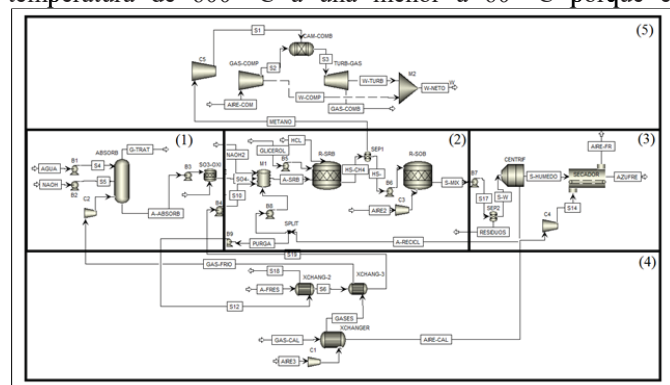 temperatura de 600 °C a una menor a 60 °C porque e
(5)
S1
CAM-COMB
C5
GAS-COMP
S2
S3
TURB-GAS
W-TURB
M2
W-NETO
W
AIRE-COM
W-COMP
GAS-COMB
METANO
(1)
(2)
(3)
ABSORB
G-TRAT
AGUA
B1
S4
NAOH
B2
S5
C2
A-ABSORB
B3
SO3-OXI
B4
NAOH2
HCL
GLICEROL
B5
R-SRB
SEP1
M1
A-SRB
HS-CH4
HS-
R-SOB
SO4-
S10
B6
C3
AIRE2
B8
SPLIT
B9
PURGA
A-RECICL
S-MIX
B7
S17
CENTRIF
S-W
SEP2
RESIDUOS
S-HUMEDO
AIRE-FR
SECADOR
AZUFRE
S14
C4
(4)
GAS-FRIO
XCHANG-2
XCHANG-3
A-FRES
S6
S12
GASES
XCHANGER
GAS-CAL
AIRE-CAL
C1
AIRE3